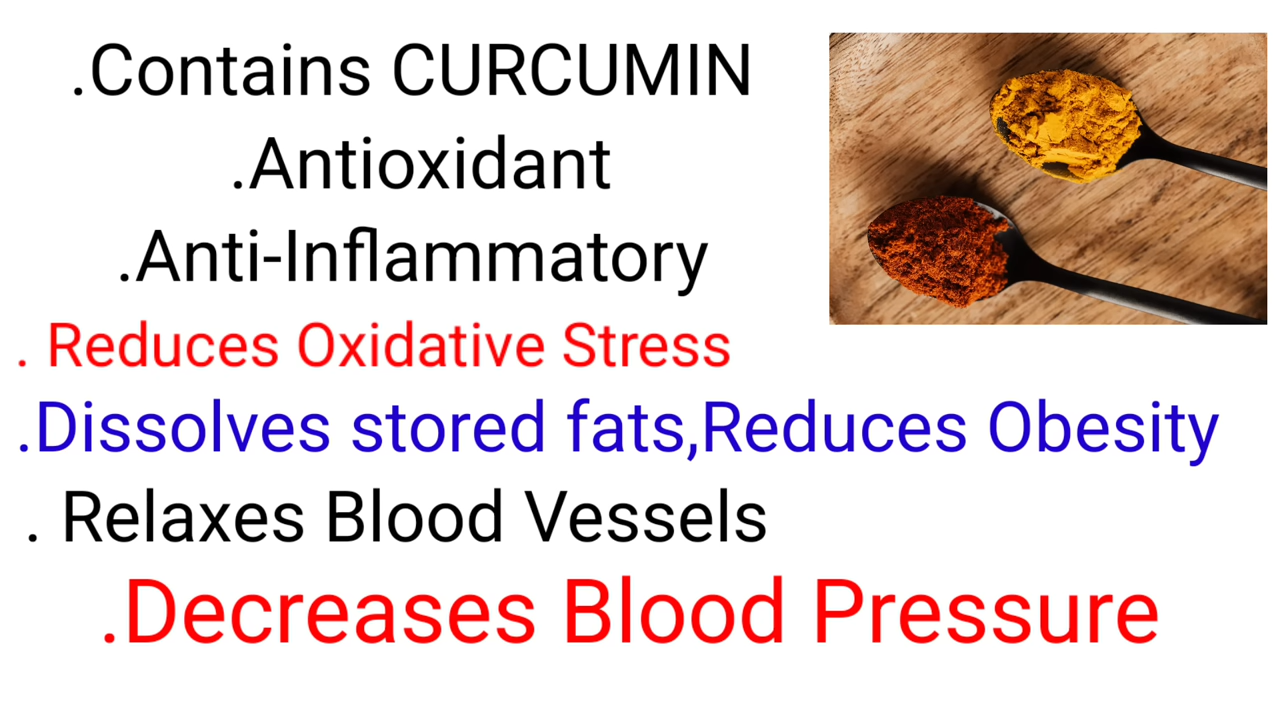 .Contains CURCUMIN
.Antioxidant
.Anti-Inflammatory
. Reduces Oxidative Stress
.Dissolves stored fats,Reduces Obesity
. Relaxes Blood Vessels
.Decreases Blood Pressure